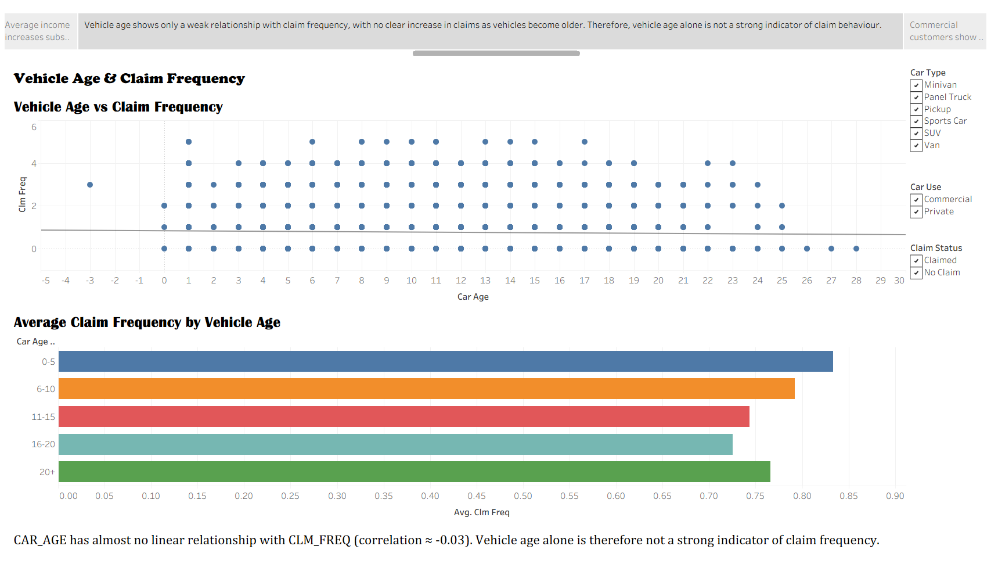 Average income
increases subs..
Vehicle age shows only a weak relationship with claim frequency, with no clear increase in claims as vehicles become older. Therefore, vehicle age alone is not a strong indicator of claim behaviour.
Commercial
customers show ..
Vehicle Age & Claim Frequency
Vehicle Age vs Claim Frequency
6
4
2
0
Clm Freq
-5 -4 -3 -2 -1 0 1 2 3 4 5 6 7 8 9 10 11 12 13 14 15 16 17 18 19 20 21 22 23 24 25 26 27 28 29 30
Car Age
Car Type
Minivan
Panel Truck
Pickup
Sports Car
SUV
Van
Car Use
Commercial
Private
Claim Status
Claimed
No Claim
Average Claim Frequency by Vehicle Age
Car Age ..
0-5
6-10
11-15
16-20
20+
0.00 0.05 0.10 0.15 0.20 0.25 0.30 0.35 0.40 0.45 0.50 0.55 0.60 0.65 0.70 0.75 0.80 0.85 0.90
Avg. Clm Freq
CAR_AGE has almost no linear relationship with CLM_FREQ (correlation ≈ -0.03). Vehicle age alone is therefore not a strong indicator of claim frequency.